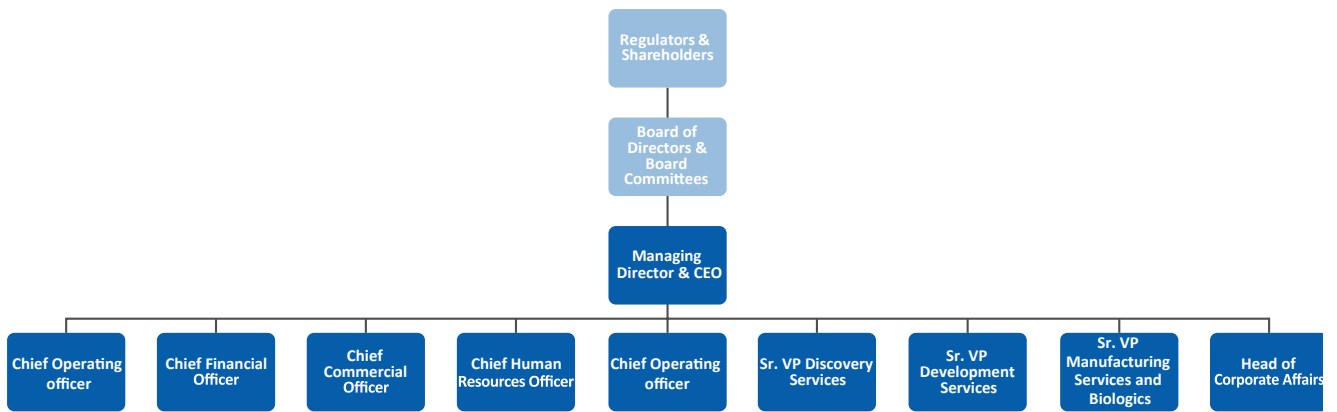 Regulators &
Shareholders
Board of
Directors &
Board
Committees
Managing
Director & CEO
Chief Operating
officer
Chief Financial
Officer
Chief
Commercial
Officer
Chief Human
Resources Officer
Chief Operating
officer
Sr. VP Discovery
Services
Sr. VP
Development
Services
Sr. VP
Manufacturing
Services and
Biologics
Head of
Corporate Affairs